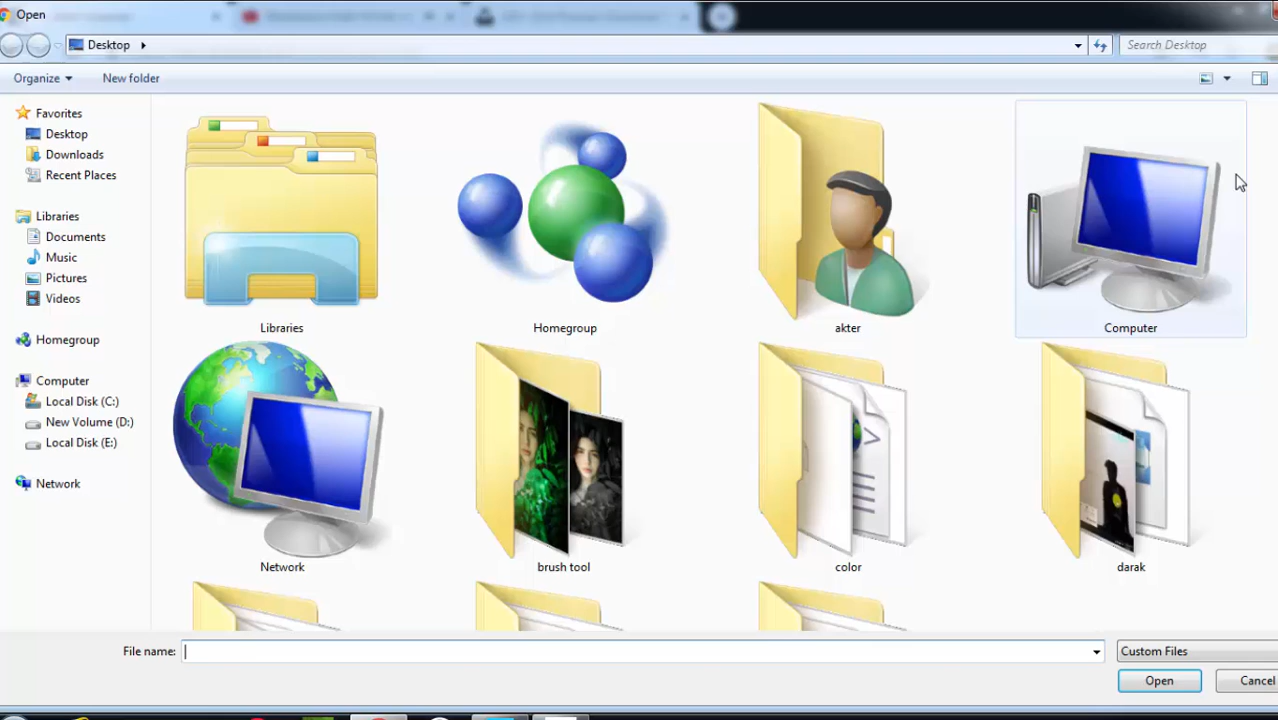 Open
Desktop
Search Desktop
Organize
New folder
Favorites
Desktop
Downloads
Recent Places
Libraries
Documents
Music
Pictures
Videos
Homegroup
Computer
Local Disk (C:)
New Volume (D:)
Local Disk (E:)
Network
Libraries
Homegroup
akter
Computer
Network
brush tool
color
darak
File name:
Custom Files
Open
Cancel